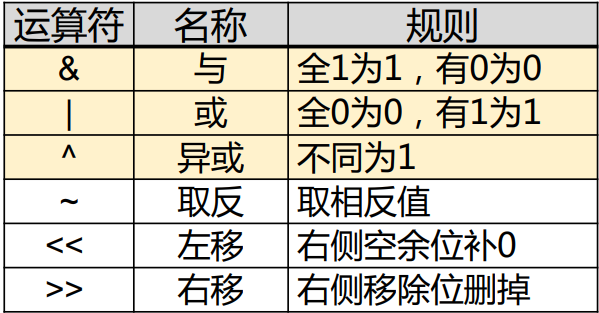 运算符 名称 规则
& 与 全1为1，有0为0
| 或 全0为0，有1为1
^ 异或 不同为1
~ 取反 取相反值
<< 左移 右侧空余位补0
>> 右移 右侧移除位删掉